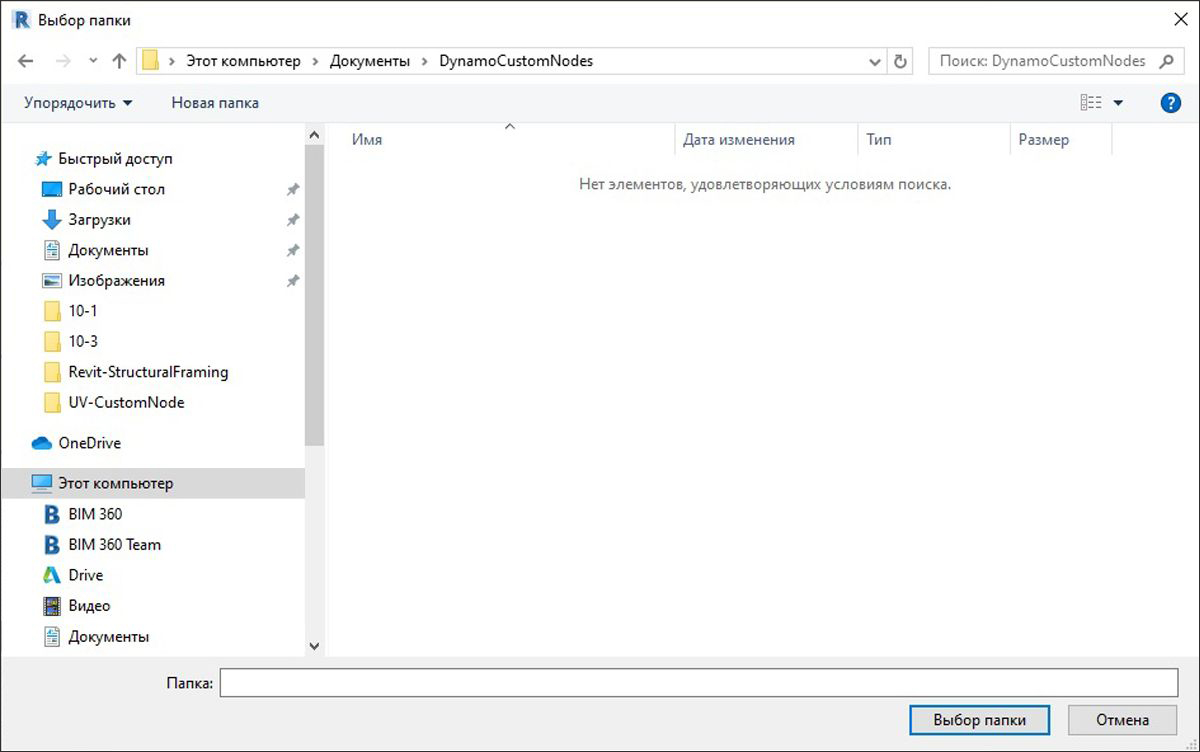 Выбор папки
Этот компьютер > Документы > DynamoCustomNodes
Поиск: DynamoCustomNodes
Упорядочить Новая папка
Имя Дата изменения Тип Размер
Нет элементов, удовлетворяющих условиям поиска.
Быстрый доступ
Рабочий стол
Загрузки
Документы
Изображения
10-1
10-3
Revit-StructuralFraming
UV-CustomNode
OneDrive
Этот компьютер
BIM 360
BIM 360 Team
Drive
Видео
Документы
Папка:
Выбор папки Отмена